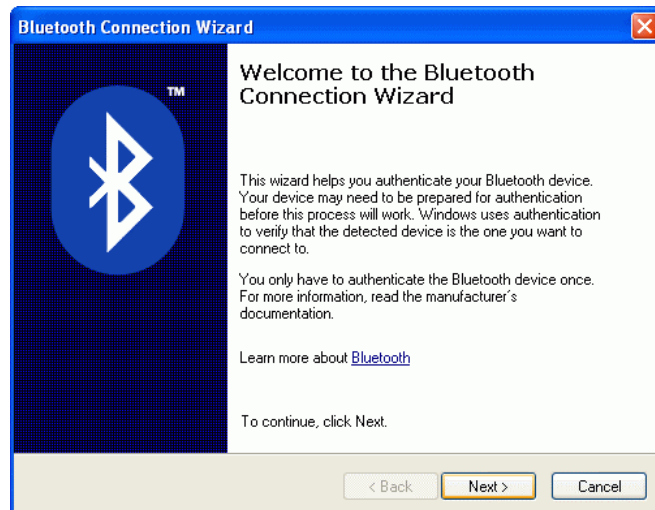 Bluetooth Connection Wizard
TM
Welcome to the Bluetooth
Connection Wizard
This wizard helps you authenticate your Bluetooth device.
Your device may need to be prepared for authentication
before this process will work. Windows uses authentication
to verify that the detected device is the one you want to
connect to.
You only have to authenticate the Bluetooth device once.
For more information, read the manufacturer´s
documentation.
Learn more about Bluetooth
To continue, click Next.
< Back Next > Cancel